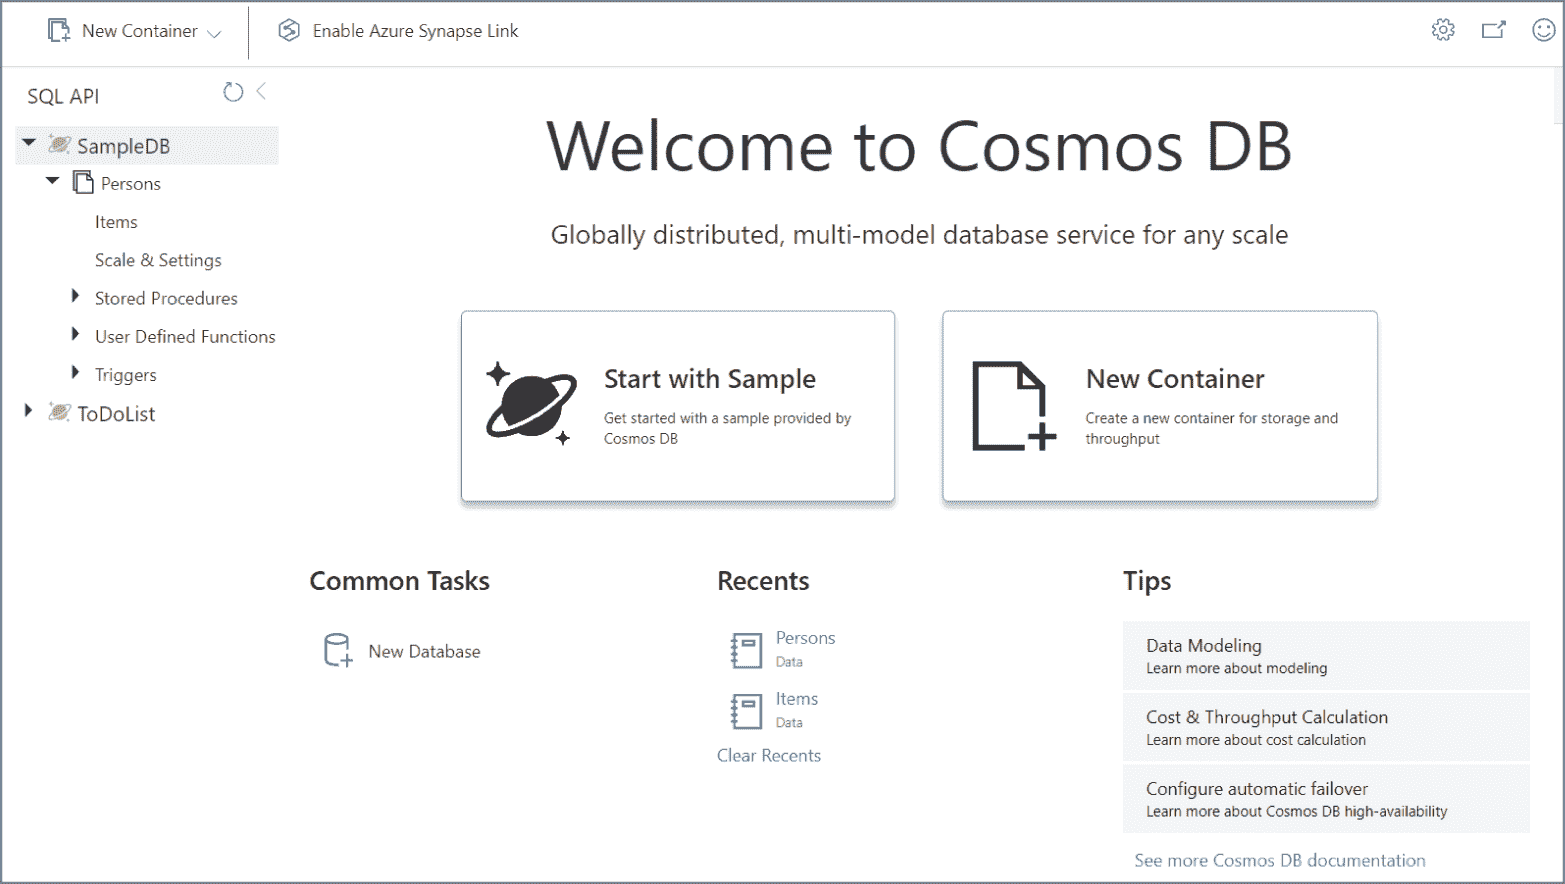 New Container
Enable Azure Synapse Link
SQL API
SampleDB
Persons
Items
Scale & Settings
Stored Procedures
User Defined Functions
Triggers
ToDoList
Welcome to Cosmos DB
Globally distributed, multi-model database service for any scale
Start with Sample
Get started with a sample provided by
Cosmos DB
New Container
Create a new container for storage and
throughput
Common Tasks
New Database
Recents
Persons
Data
Items
Data
Clear Recents
Tips
Data Modeling
Learn more about modeling
Cost & Throughput Calculation
Learn more about cost calculation
Configure automatic failover
Learn more about Cosmos DB high-availability
See more Cosmos DB documentation